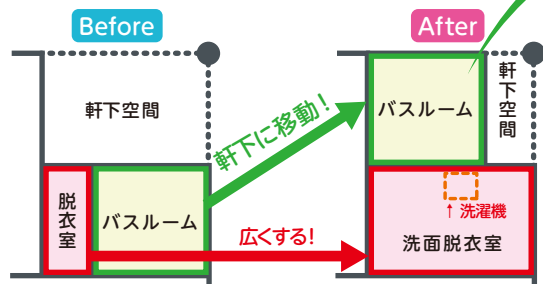 Before
軒下空間
脱衣室
バスルーム
軒下に移動!
広くする!
After
バスルーム
軒下空間
↑ 洗濯機
洗面脱衣室